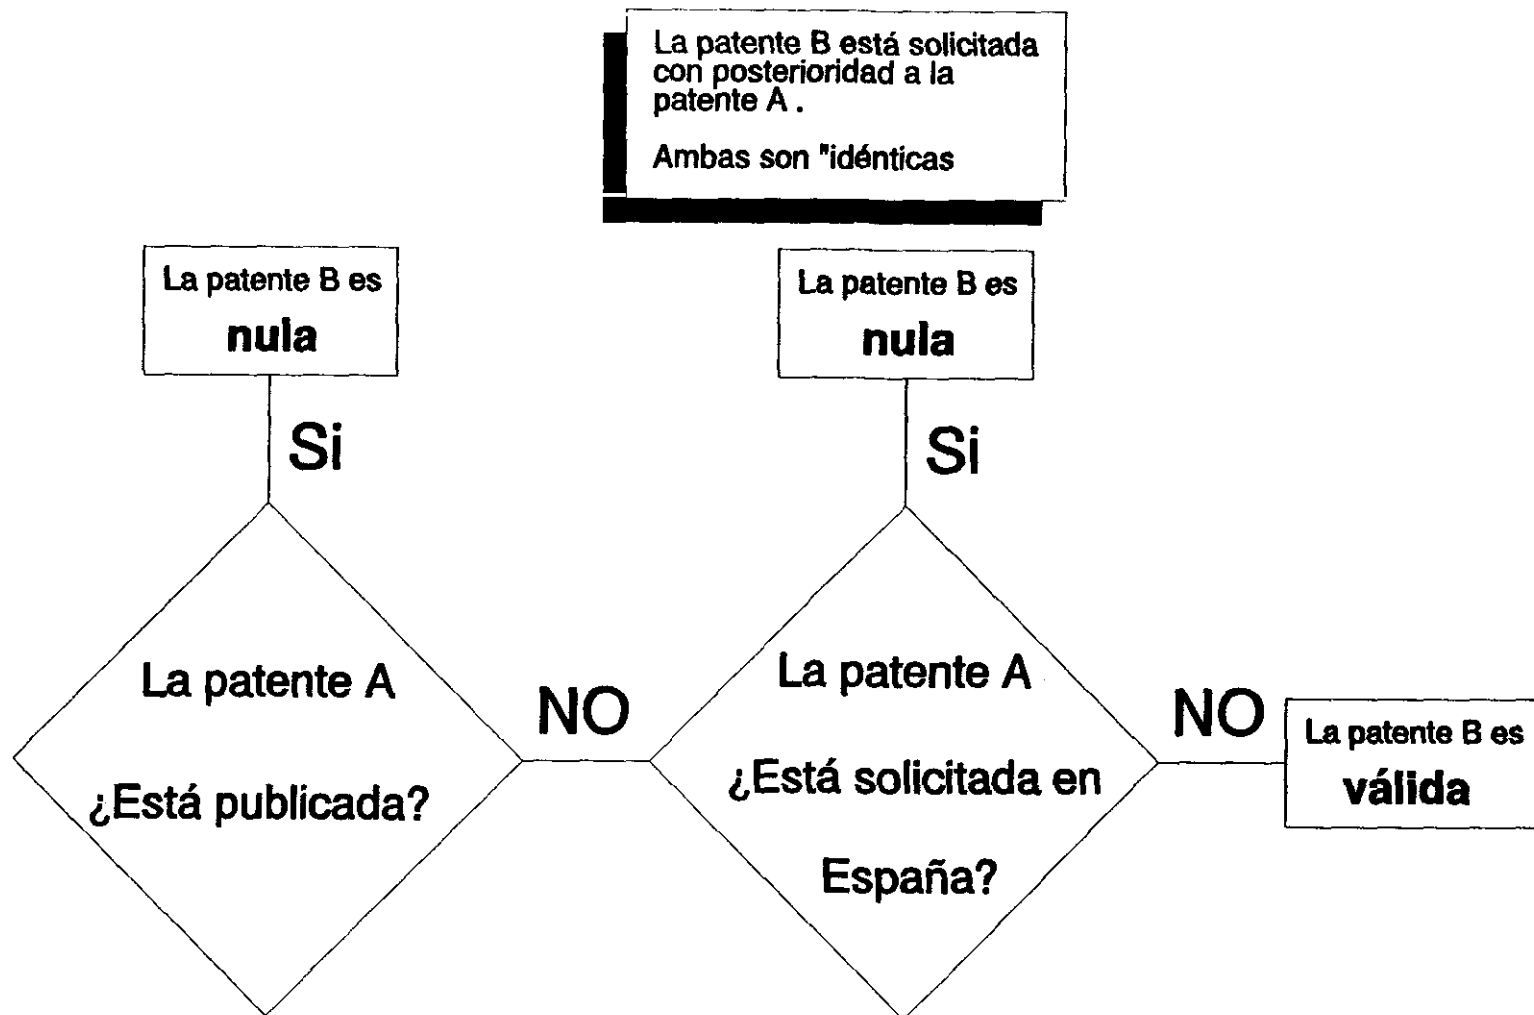 La patente B está solicitada
con posterioridad a la
patente A .
Ambas son "idénticas
La patente B es
nula
La patente B es
nula
Si
Si
La patente A
¿Está publicada?
NO
La patente A
¿Está solicitada en
España?
NO
La patente B es
válida